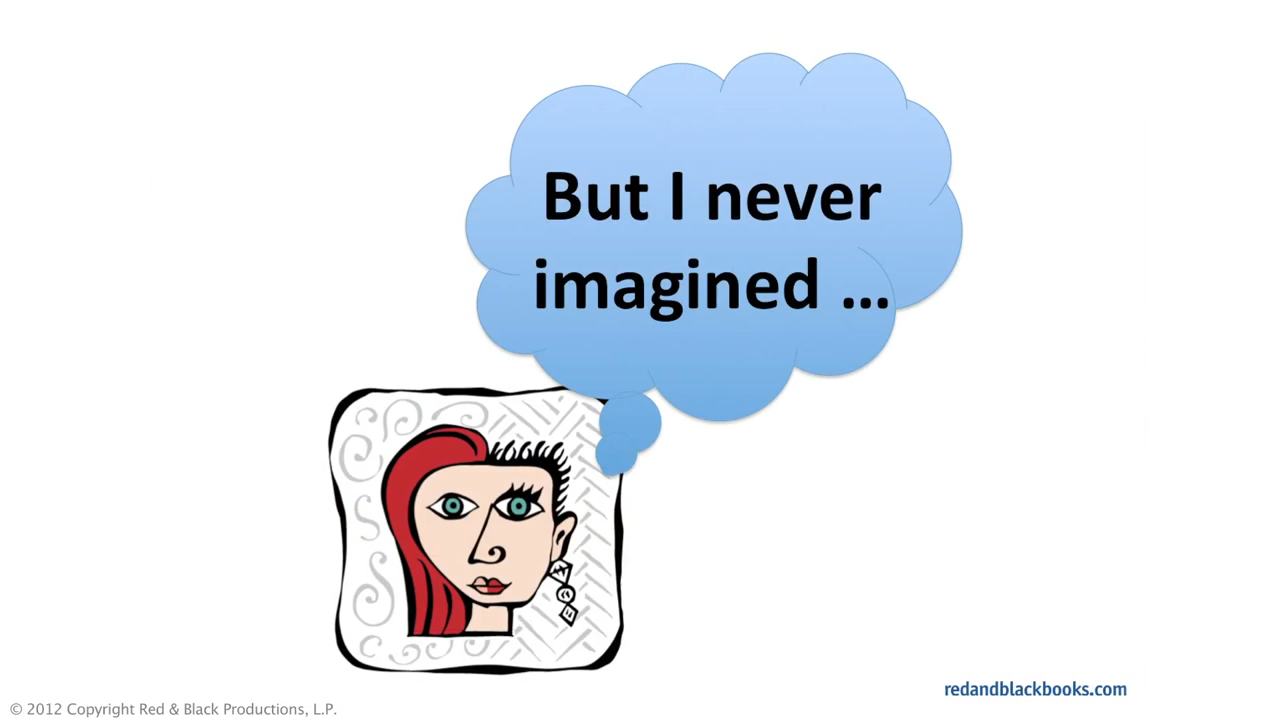 But I never
imagined ...
redandblackbooks.com
© 2012 Copyright Red & Black Productions, L.P.